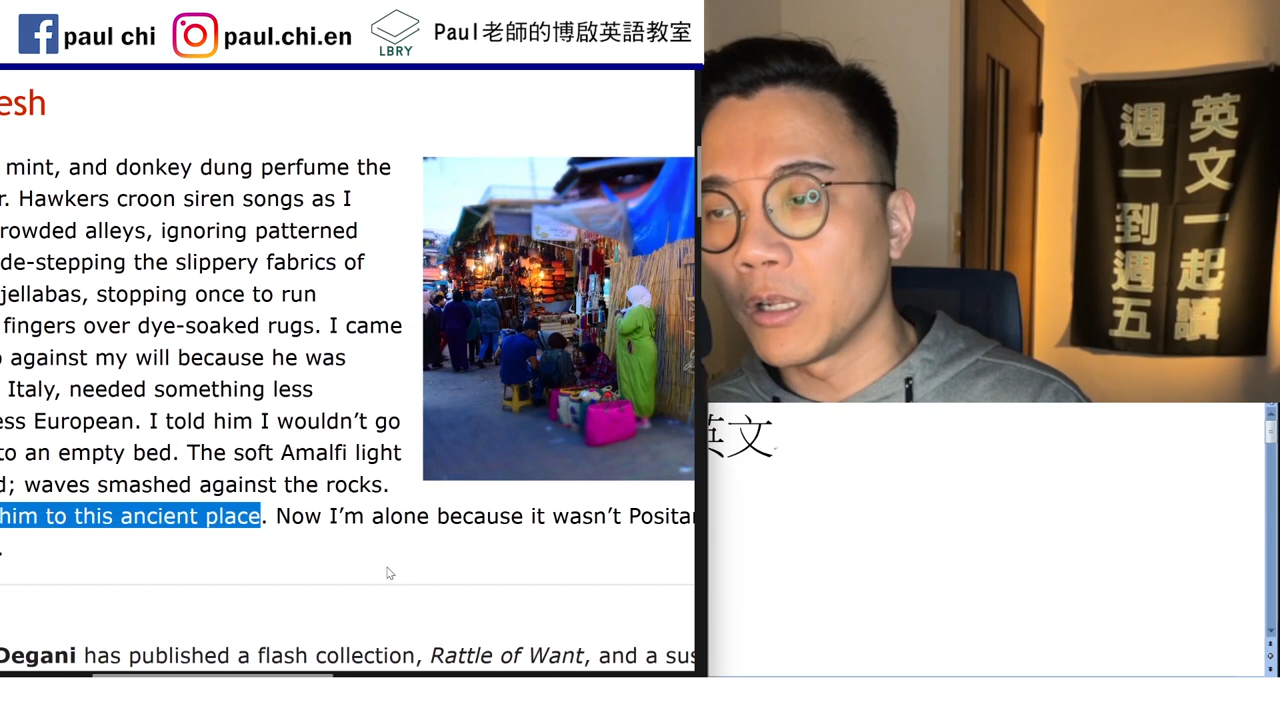 paul chi
paul.chi.en
LBRY
Paul老師的博啟英語教室
esh
mint, and donkey dung perfume the
r. Hawkers croon siren songs as I
rowded alleys, ignoring patterned
de-stepping the slippery fabrics of
jellabas, stopping once to run
fingers over dye-soaked rugs. I came
o against my will because he was
Italy, needed something less
ess European. I told him I wouldn’t go
to an empty bed. The soft Amalfi light
d; waves smashed against the rocks.
him to this ancient place. Now I’m alone because it wasn’t Positan
.
Degani has published a flash collection, Rattle of Want, and a sus
英文一起讀
週一到週五
英文